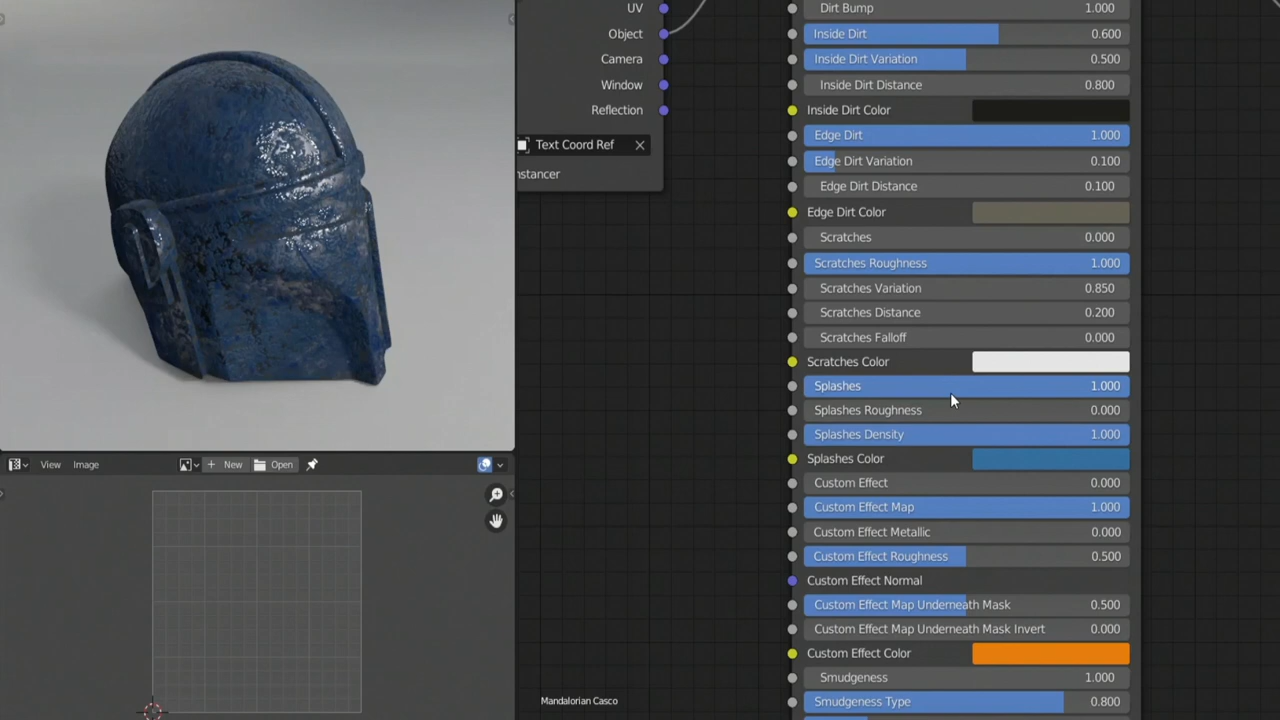 UV
Object
Camera
Window
Reflection
Text Coord Ref
nstancer
View Image New Open
Dirt Bump 1.000
Inside Dirt 0.600
Inside Dirt Variation 0.500
Inside Dirt Distance 0.800
Inside Dirt Color
Edge Dirt 1.000
Edge Dirt Variation 0.100
Edge Dirt Distance 0.100
Edge Dirt Color
Scratches 0.000
Scratches Roughness 1.000
Scratches Variation 0.850
Scratches Distance 0.200
Scratches Falloff 0.000
Scratches Color
Splashes 1.000
Splashes Roughness 0.000
Splashes Density 1.000
Splashes Color
Custom Effect 0.000
Custom Effect Map 1.000
Custom Effect Metallic 0.000
Custom Effect Roughness 0.500
Custom Effect Normal
Custom Effect Map Underneath Mask 0.500
Custom Effect Map Underneath Mask Invert 0.000
Custom Effect Color
Smudgeness 1.000
Smudgeness Type 0.800
Mandalorian Casco